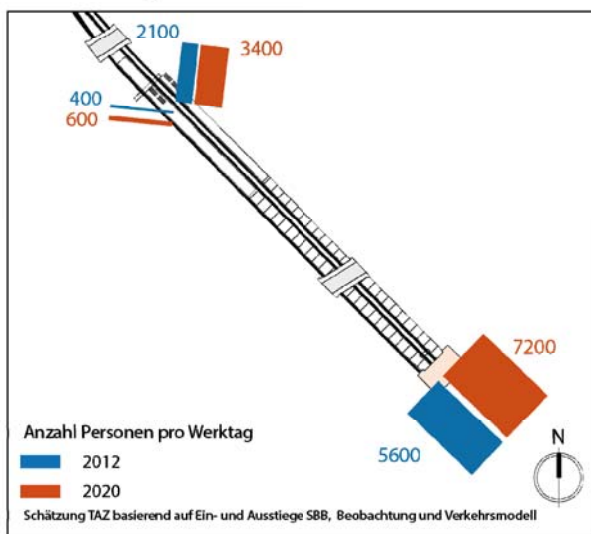 2100
3400
400
600
7200
5600
Anzahl Personen pro Werktag
N
2012
2020
Schätzung TAZ basierend auf Ein- und Ausstiege SBB, Beobachtung und Verkehrsmodell